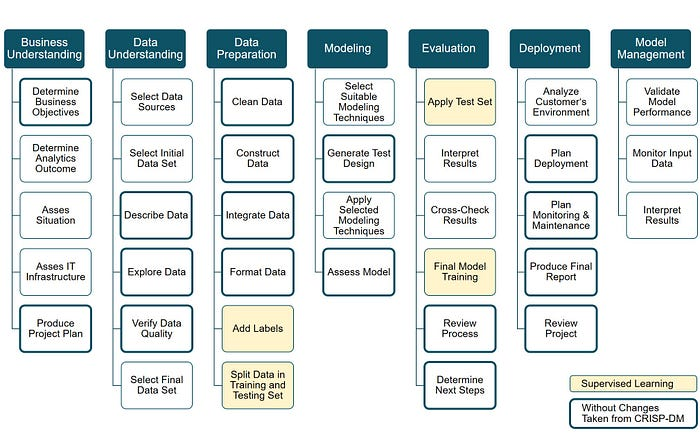 Business
Understanding
Determine
Business
Objectives
Determine
Analytics
Outcome
Asses
Situation
Asses IT
Infrastructure
Produce
Project Plan
Data
Understanding
Select Data
Sources
Select Initial
Data Set
Describe Data
Explore Data
Verify Data
Quality
Select Final
Data Set
Data
Preparation
Clean Data
Construct
Data
Integrate Data
Format Data
Add Labels
Split Data in
Training and
Testing Set
Modeling
Select
Suitable
Modeling
Techniques
Generate Test
Design
Apply
Selected
Modeling
Techniques
Assess Model
Evaluation
Apply Test Set
Interpret
Results
Cross-Check
Results
Final Model
Training
Review
Process
Determine
Next Steps
Deployment
Analyze
Customer's
Environment
Plan
Deployment
Plan
Monitoring &
Maintenance
Produce Final
Report
Review Project
Model
Management
Validate
Model
Performance
Monitor Input
Data
Interpret
Results
Supervised Learning
Without Changes
Taken from CRISP-DM